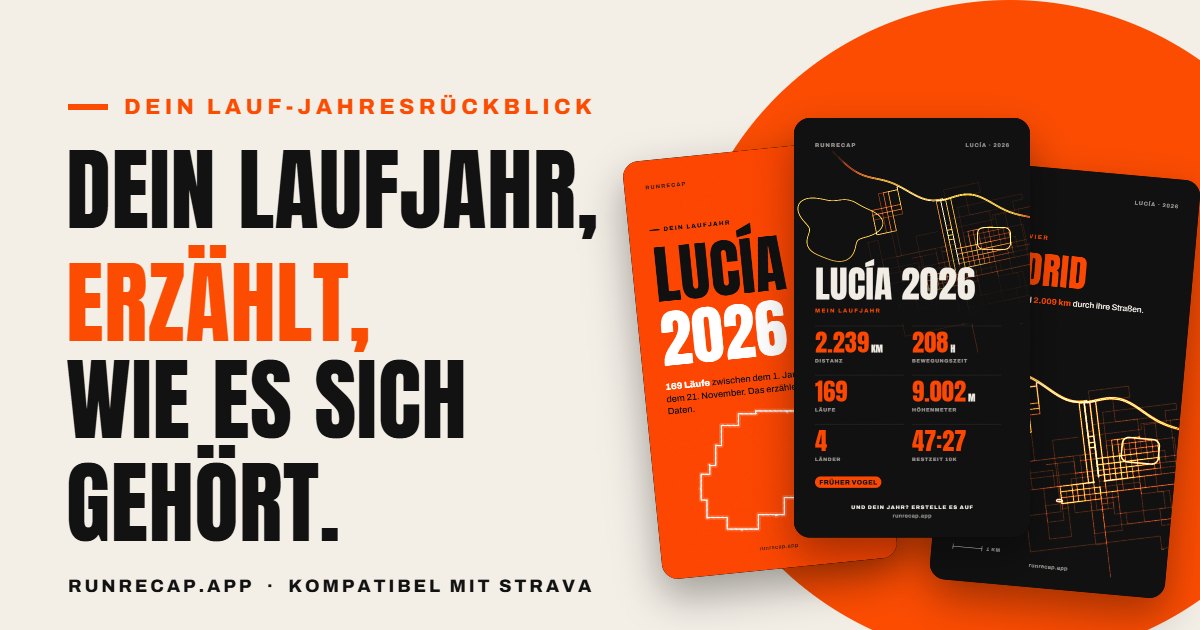 DEIN LAUF-JAHRESRÜCKBLICK
DEIN LAUFJAHR,
ERZÄHLT,
WIE ES SICH
GEHÖRT.
RUNRECAP.APP · KOMPATIBEL MIT STRAVA
RUNRECAP
DEIN LAUFJAHR
LUCÍA
2026
169 Läufe zwischen dem 1. Jan
dem 21. November. Das erzähle
Daten.
runrecap.app
RUNRECAP
LUCÍA · 2026
LUCÍA 2026
MEIN LAUFJAHR
2.239 KM
DISTANZ
208 H
BEWEGUNGSZEIT
169
LÄUFE
9.002 M
HÖHENMETER
4
LÄNDER
47:27
BESTZEIT 10K
FRÜHER VOGEL
UND DEIN JAHR? ERSTELLE ES AUF
runrecap.app
LUCÍA · 2026
VIER
DRID
2.009 km durch ihre Straßen.
1 KM
runrecap.app